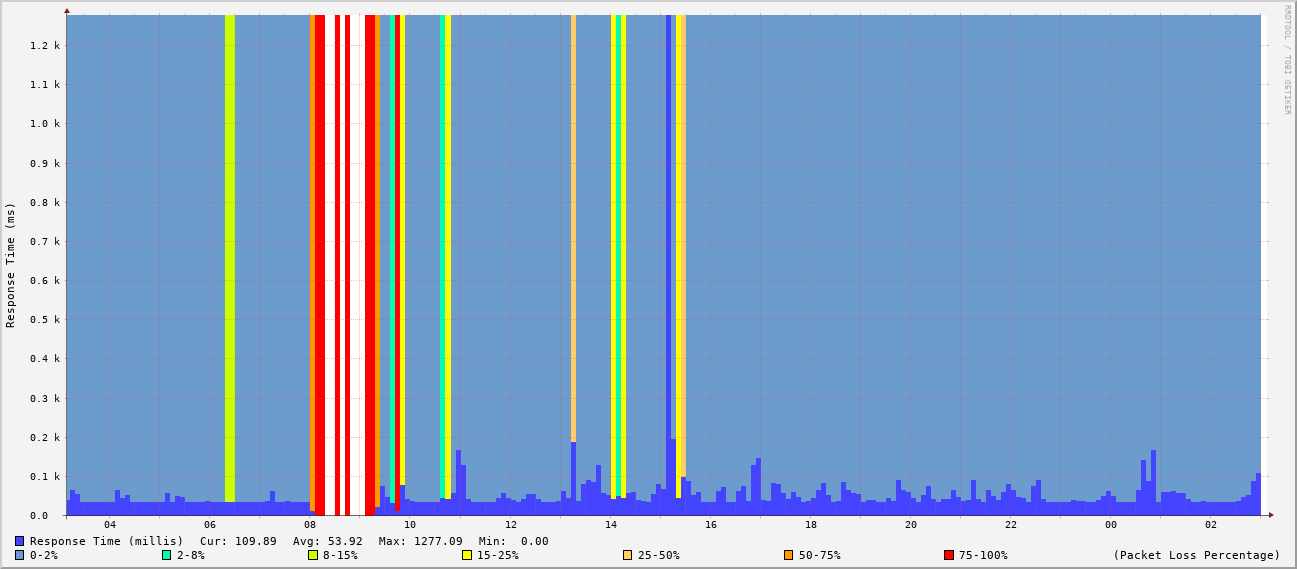 RRDTOOL / TOBI OETIKER
Response Time (ms)
1.2 k
1.1 k
1.0 k
0.9 k
0.8 k
0.7 k
0.6 k
0.5 k
0.4 k
0.3 k
0.2 k
0.1 k
0.0
04 06 08 10 12 14 16 18 20 22 00 02
Response Time (millis) Cur: 109.89 Avg: 53.92 Max: 1277.09 Min: 0.00
0-2% 2-8% 8-15% 15-25% 25-50% 50-75% 75-100% (Packet Loss Percentage)